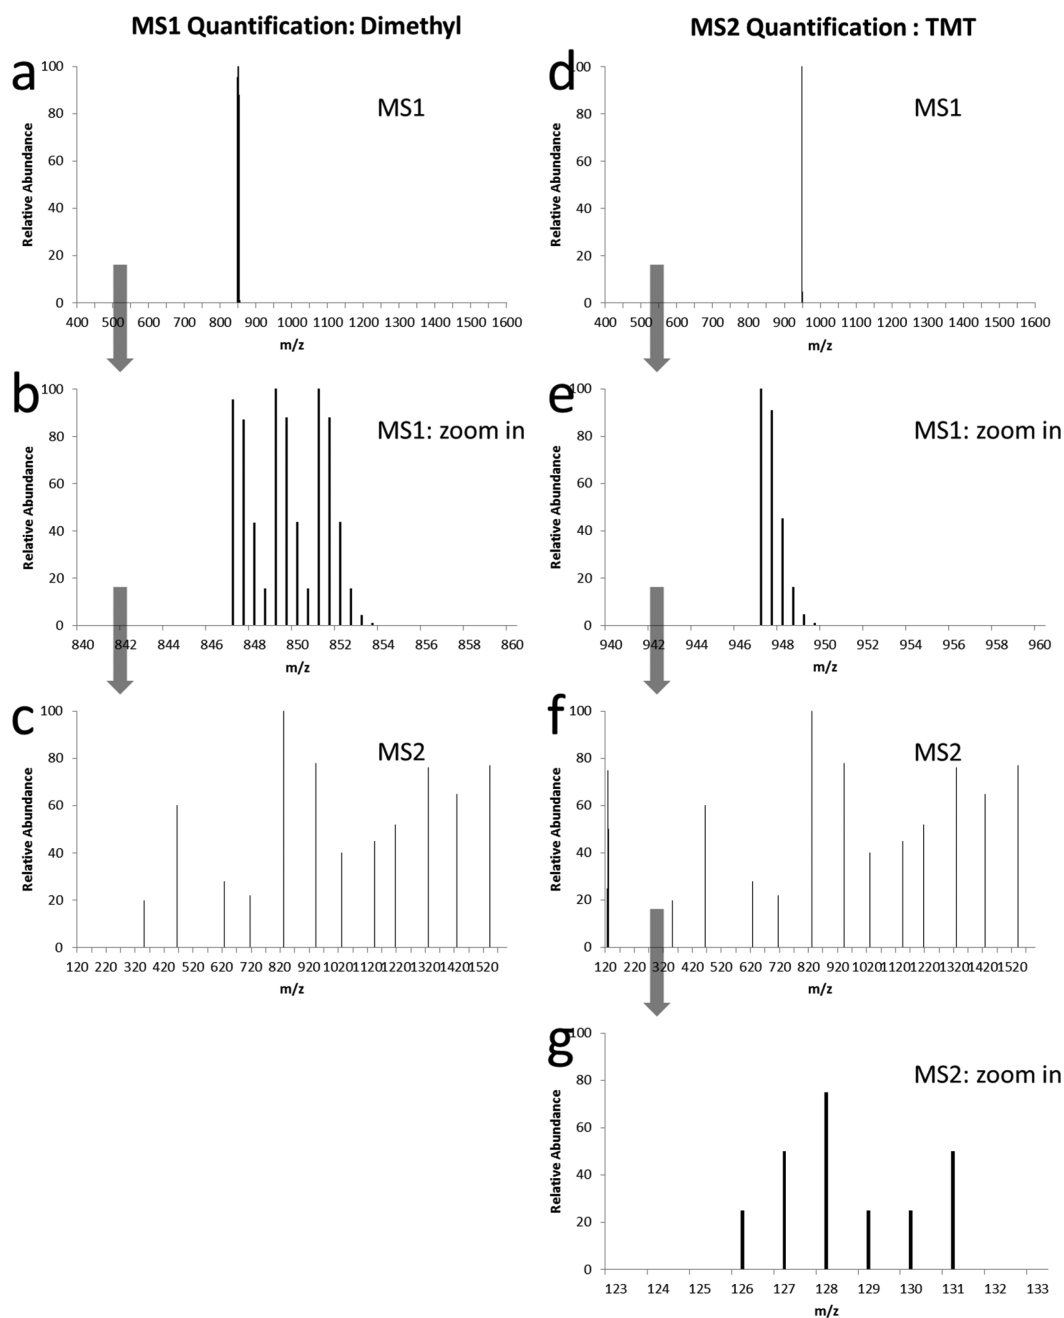 MS1 Quantification: Dimethyl
MS2 Quantification : TMT
a
100
80
60
40
20
0
Relative Abundance
MS1
400 500 600 700 800 900 1000 1100 1200 1300 1400 1500 1600
m/z
d
100
80
60
40
20
0
Relative Abundance
MS1
400 500 600 700 800 900 1000 1100 1200 1300 1400 1500 1600
m/z
b
100
80
60
40
20
0
Relative Abundance
MS1: zoom in
840 842 844 846 848 850 852 854 856 858 860
m/z
e
100
80
60
40
20
0
Relative Abundance
MS1: zoom in
940 942 944 946 948 950 952 954 956 958 960
m/z
c
100
80
60
40
20
0
Relative Abundance
MS2
120 220 320 420 520 620 720 820 920 1020 1120 1220 1320 1420 1520
m/z
f
100
80
60
40
20
0
Relative Abundance
MS2
120 220 320 420 520 620 720 820 920 1020 1120 1220 1320 1420 1520
m/z
g
100
80
60
40
20
0
Relative Abundance
MS2: zoom in
123 124 125 126 127 128 129 130 131 132 133
m/z